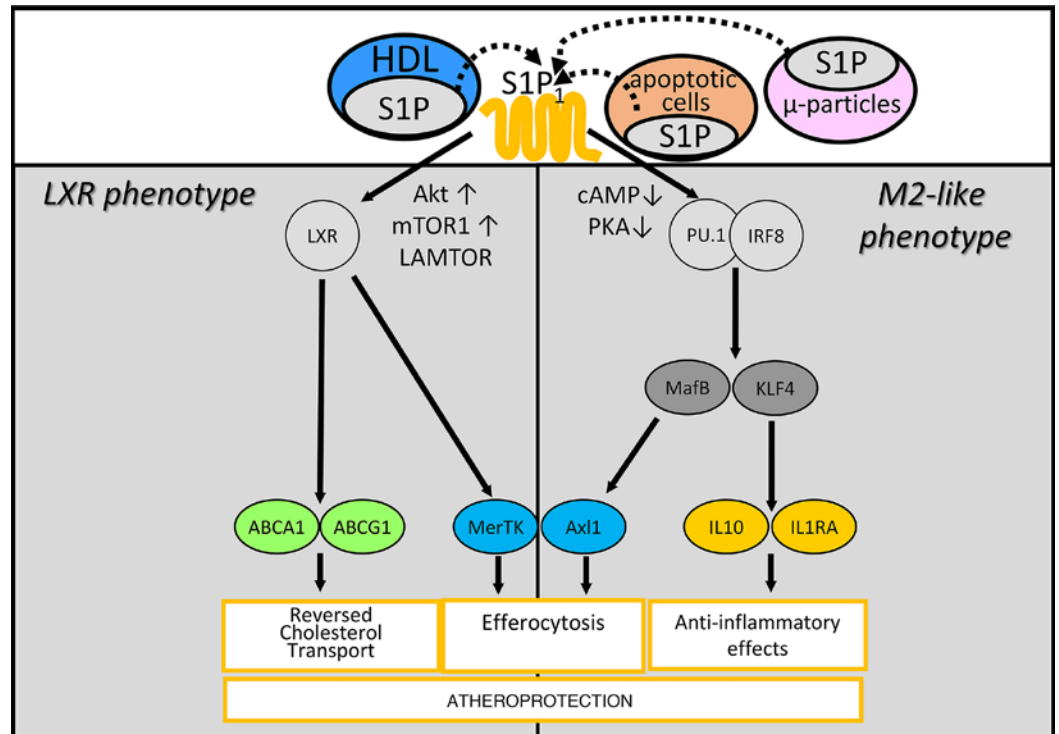 HDL
S1P
S1P1
apoptotic
cells
S1P
S1P
μ-particles
LXR phenotype
Akt ↑
mTOR1 ↑
LAMTOR
LXR
cAMP↓
PKA↓
PU.1
IRF8
M2-like
phenotype
MafB
KLF4
ABCA1
ABCG1
MerTK
Axl1
IL10
IL1RA
Reversed
Cholesterol
Transport
Efferocytosis
Anti-inflammatory
effects
ATHEROPROTECTION